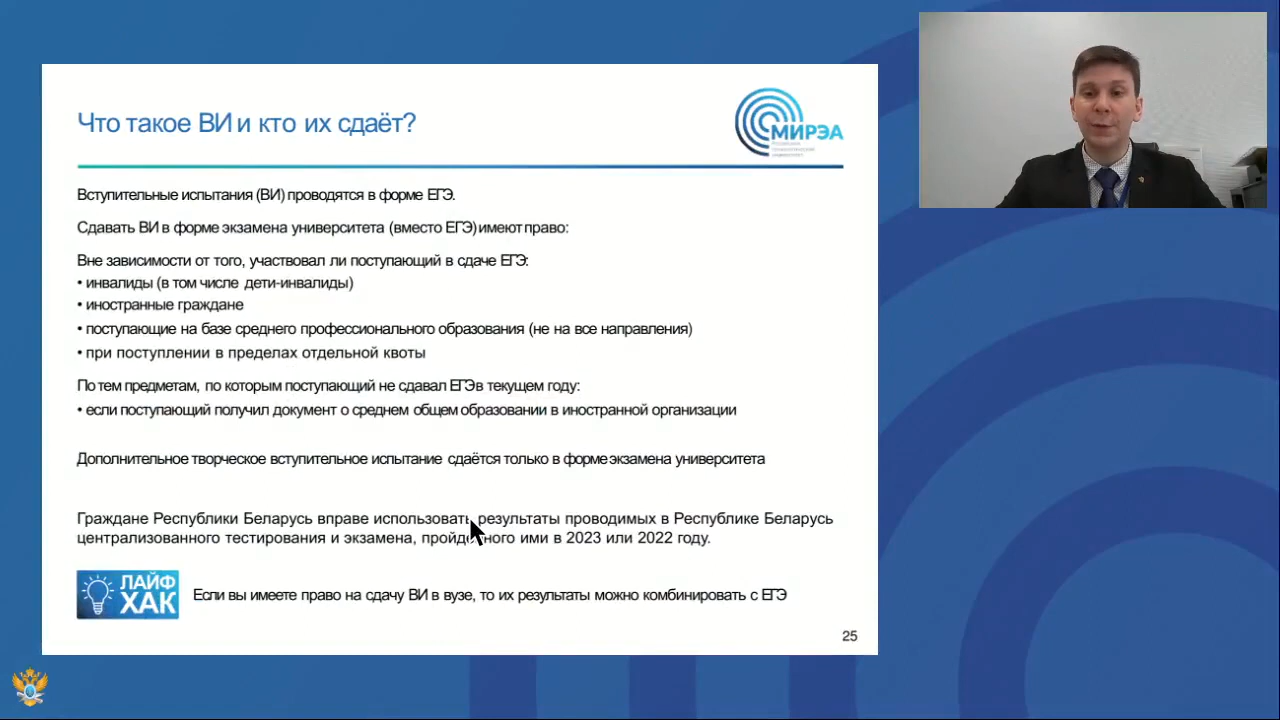 Что такое ВИ и кто их сдаёт?
МИРЭА
Вступительные испытания (ВИ) проводятся в форме ЕГЭ.
Сдавать ВИ в форме экзамена университета (вместо ЕГЭ) имеют право:
Вне зависимости от того, участвовал ли поступающий в сдаче ЕГЭ:
• инвалиды (в том числе дети-инвалиды)
• иностранные граждане
• поступающие на базе среднего профессионального образования (не на все направления)
• при поступлении в пределах отдельной квоты
По тем предметам, по которым поступающий не сдавал ЕГЭ в текущем году:
• если поступающий получил документ о среднем общем образовании в иностранной организации
Дополнительное творческое вступительное испытание сдаётся только в форме экзамена университета
Граждане Республики Беларусь вправе использовать результаты проводимых в Республике Беларусь
централизованного тестирования и экзамена, пройденного ими в 2023 или 2022 году.
ЛАЙФ
ХАК
Если вы имеете право на сдачу ВИ в вузе, то их результаты можно комбинировать с ЕГЭ
25